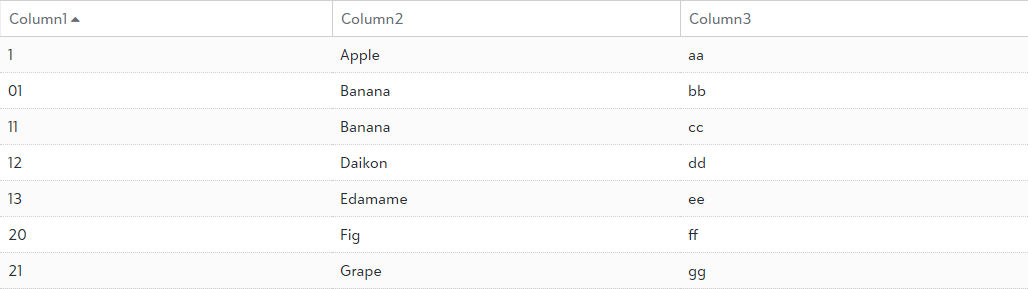 Column1 Column2 Column3
1 Apple aa
01 Banana bb
11 Banana cc
12 Daikon dd
13 Edamame ee
20 Fig ff
21 Grape gg